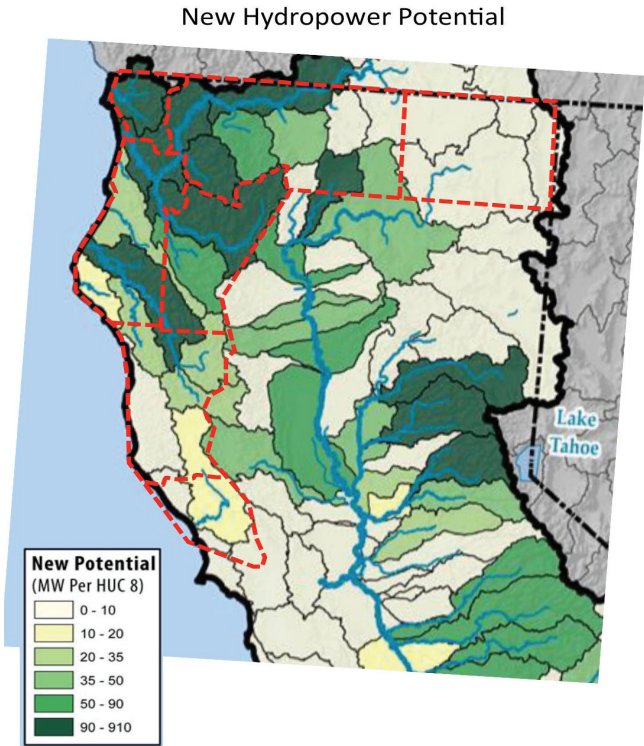 New Hydropower Potential
Lake
Tahoe
New Potential
(MW Per HUC 8)
0 - 10
10 - 20
20 - 35
35 - 50
50 - 90
90 - 910